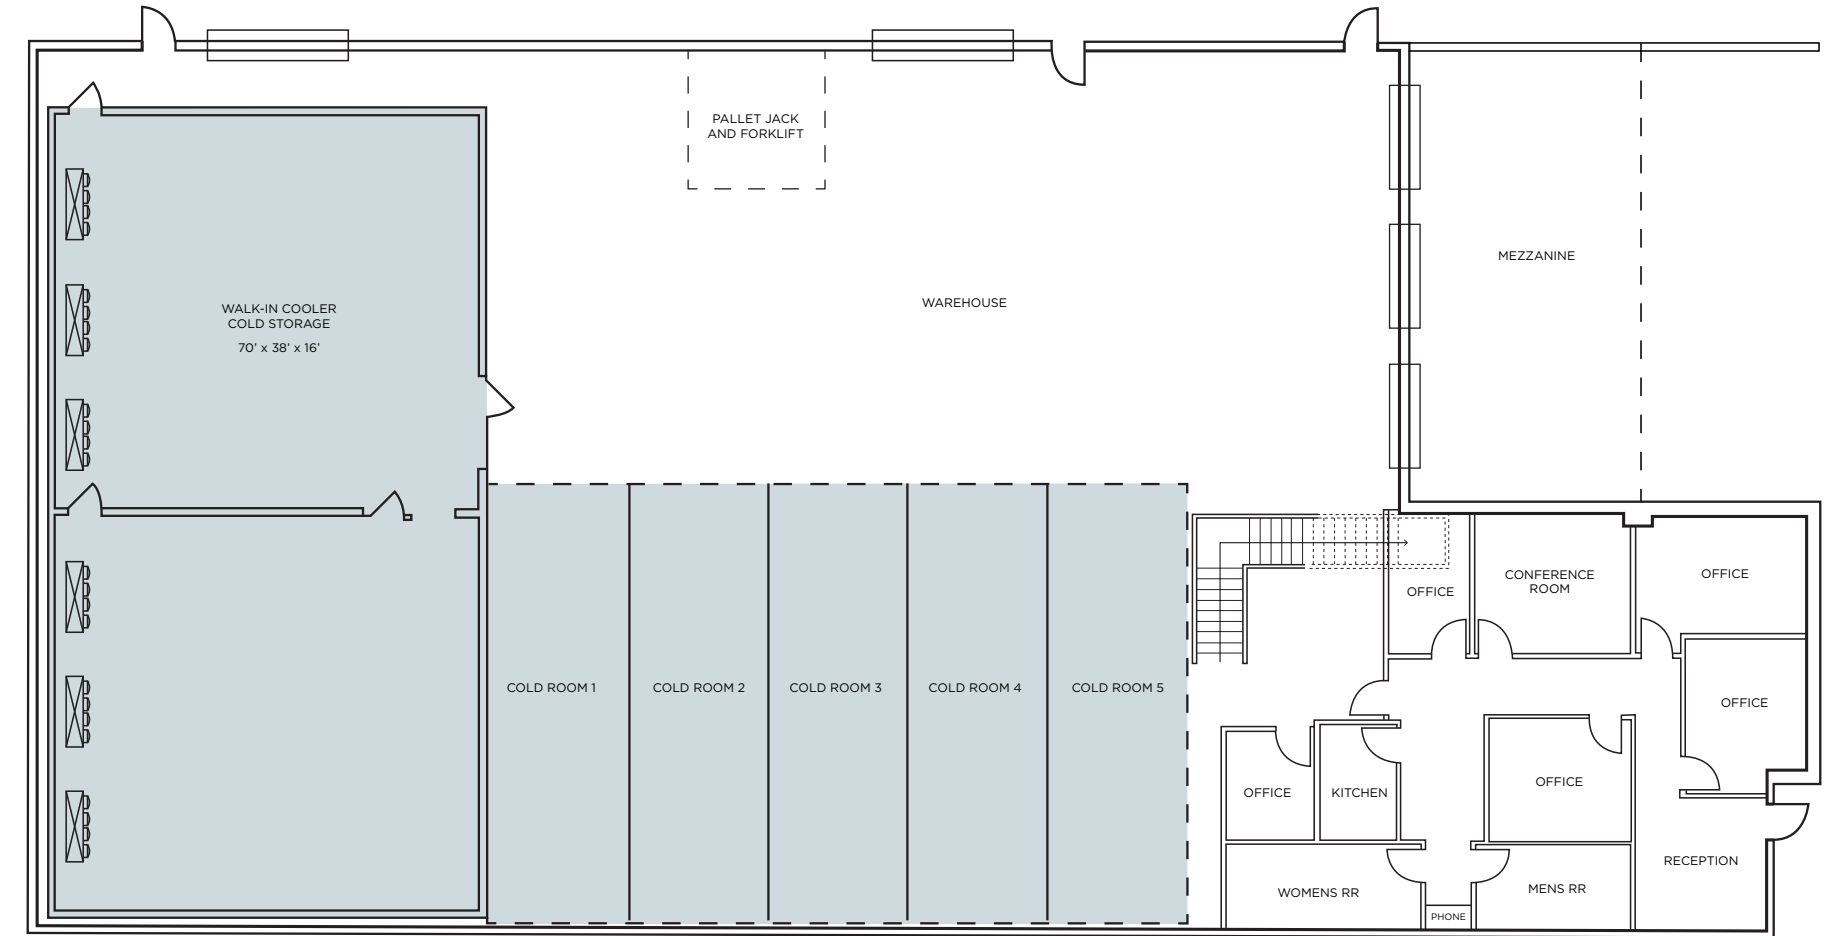 PALLET JACK
AND FORKLIFT
MEZZANINE
WAREHOUSE
WALK-IN COOLER
COLD STORAGE
70’ x 38’ x 16’
OFFICE
CONFERENCE
ROOM
OFFICE
COLD ROOM 1
COLD ROOM 2
COLD ROOM 3
COLD ROOM 4
COLD ROOM 5
OFFICE
OFFICE
KITCHEN
OFFICE
RECEPTION
WOMENS RR
MENS RR
PHONE